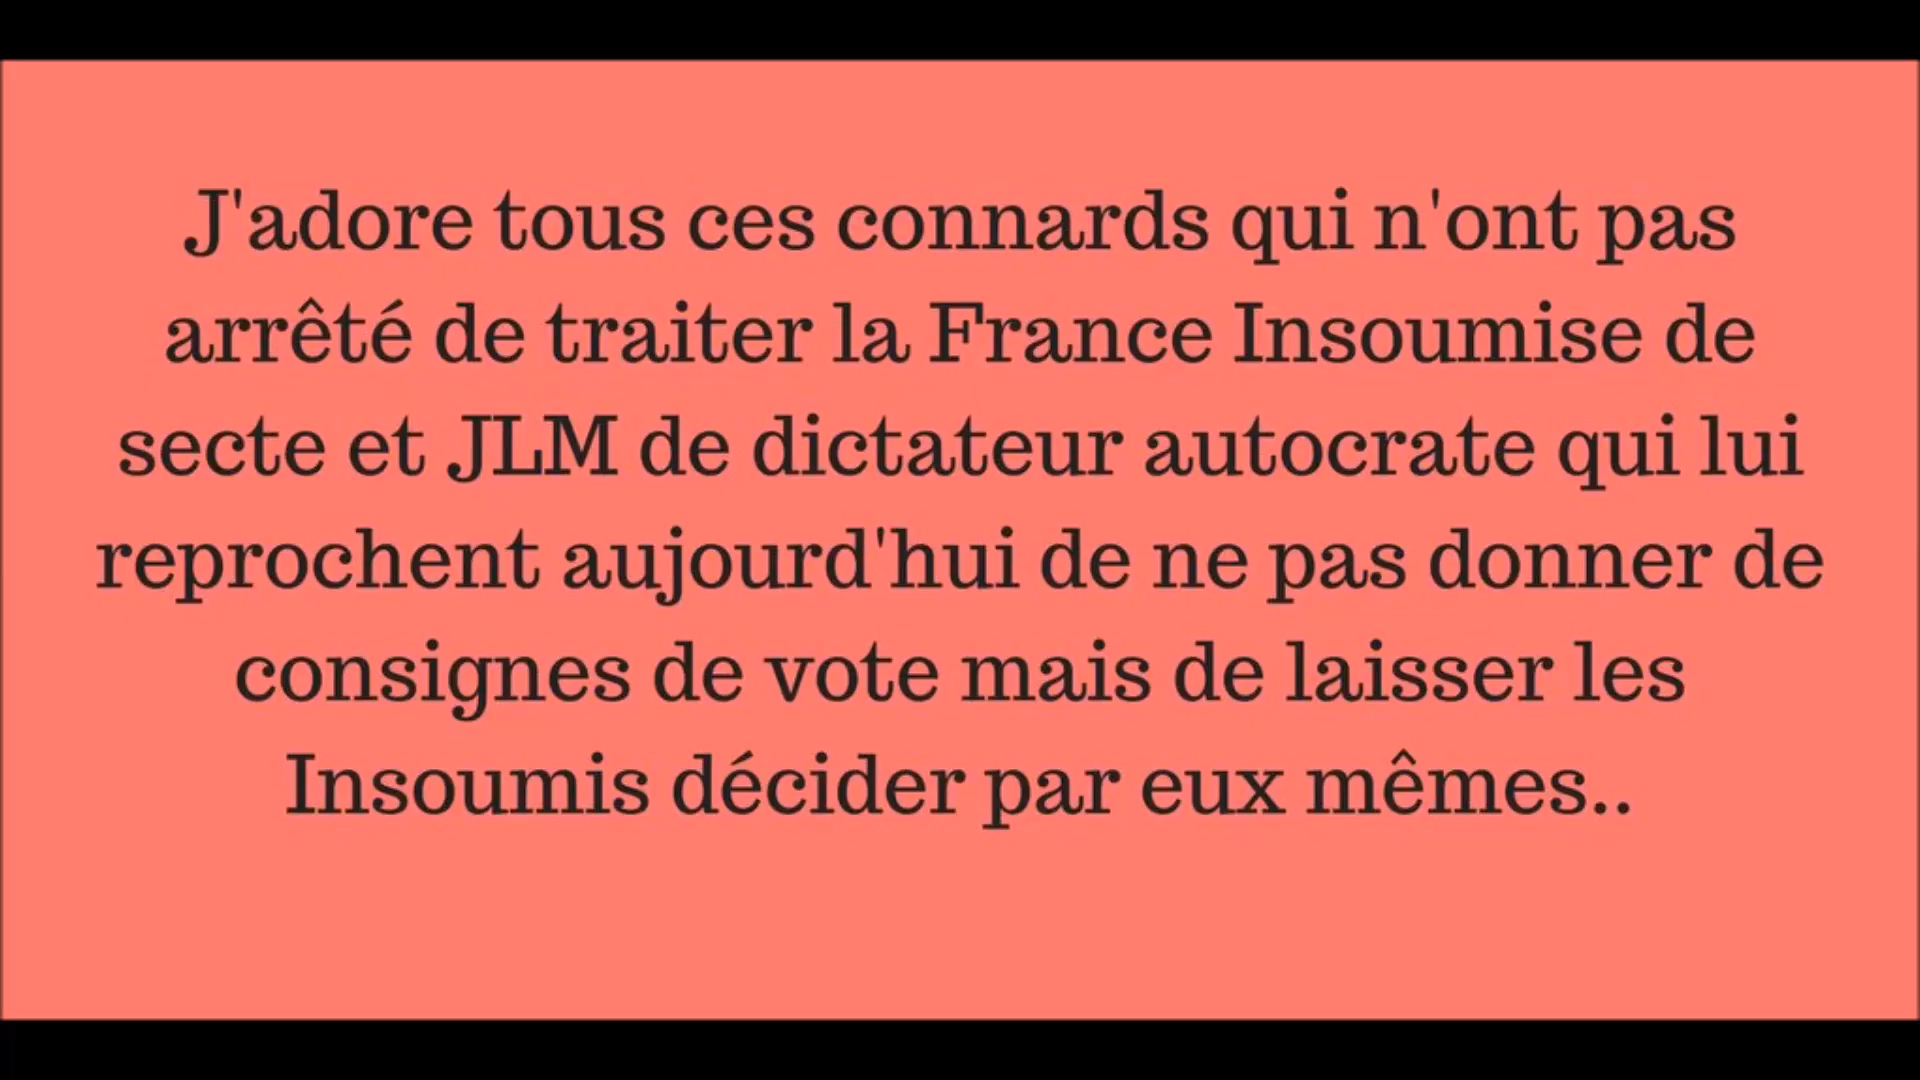 J'adore tous ces connards qui n'ont pas
arrêté de traiter la France Insoumise de
secte et JLM de dictateur autocrate qui lui
reprochent aujourd'hui de ne pas donner de
consignes de vote mais de laisser les
Insoumis décider par eux mêmes..